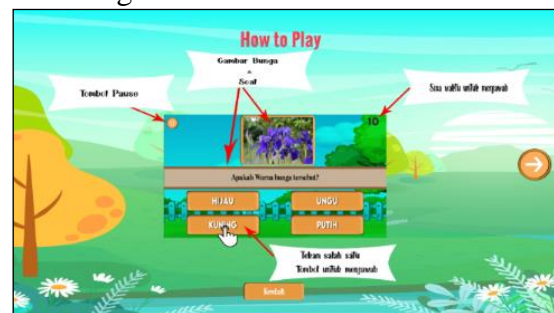 How to Play
Gambar Bunga
+
Soal
Tombol Pause
Sisa waktu untuk menjawab
10
Apakah Warna bunga tersebut?
HIJAU
UNGU
KUNING
PUTIH
Tekan salah satu
Tombol untuk menjawab
Kembali